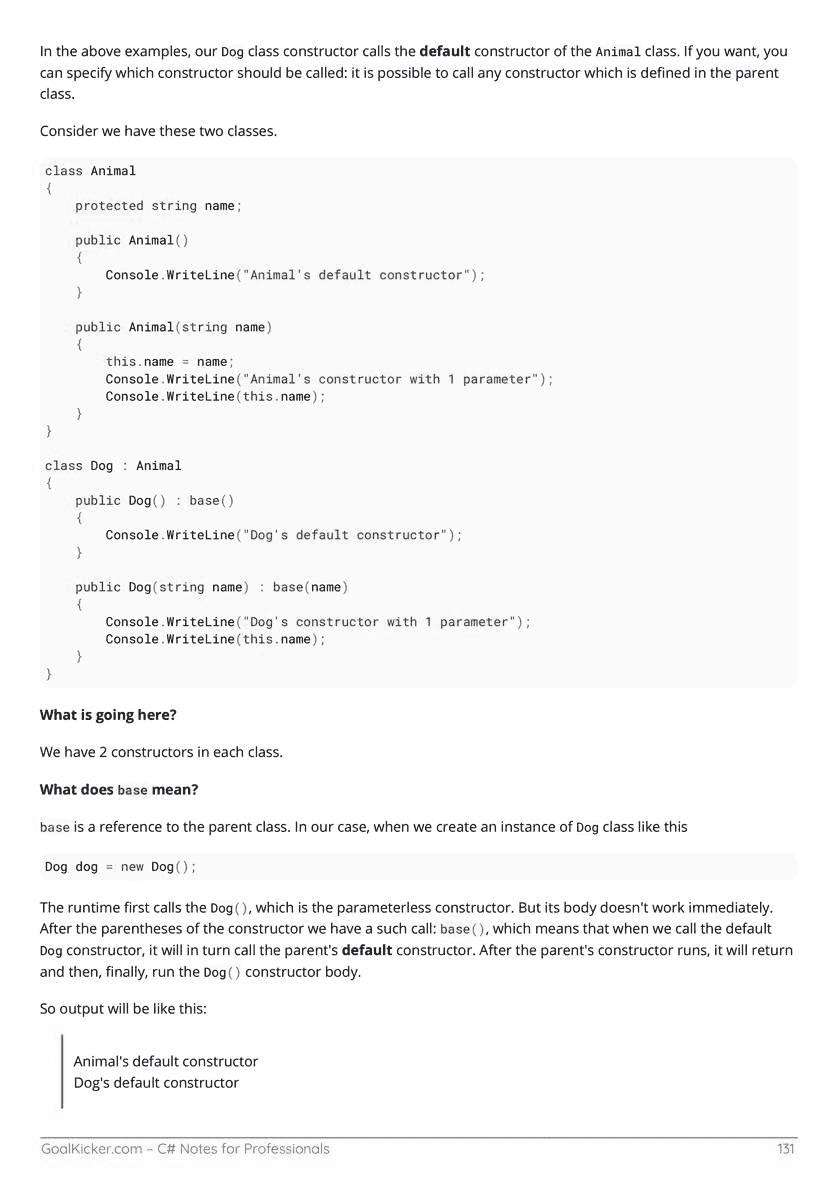 In the above examples, our Dog class constructor calls the default constructor of the Animal class. If you want, you
can specify which constructor should be called: it is possible to call any constructor which is defined in the parent
class.
Consider we have these two classes.
class Animal
{
    protected string name;

    public Animal()
    {
        Console.WriteLine("Animal's default constructor");
    }

    public Animal(string name)
    {
        this.name = name;
        Console.WriteLine("Animal's constructor with 1 parameter");
        Console.WriteLine(this.name);
    }
}

class Dog : Animal
{
    public Dog() : base()
    {
        Console.WriteLine("Dog's default constructor");
    }

    public Dog(string name) : base(name)
    {
        Console.WriteLine("Dog's constructor with 1 parameter");
        Console.WriteLine(this.name);
    }
}
What is going here?
We have 2 constructors in each class.
What does base mean?
base is a reference to the parent class. In our case, when we create an instance of Dog class like this
Dog dog = new Dog();
The runtime first calls the Dog(), which is the parameterless constructor. But its body doesn't work immediately.
After the parentheses of the constructor we have a such call: base(), which means that when we call the default
Dog constructor, it will in turn call the parent's default constructor. After the parent's constructor runs, it will return
and then, finally, run the Dog() constructor body.
So output will be like this:
Animal's default constructor
Dog's default constructor
GoalKicker.com – C# Notes for Professionals 131